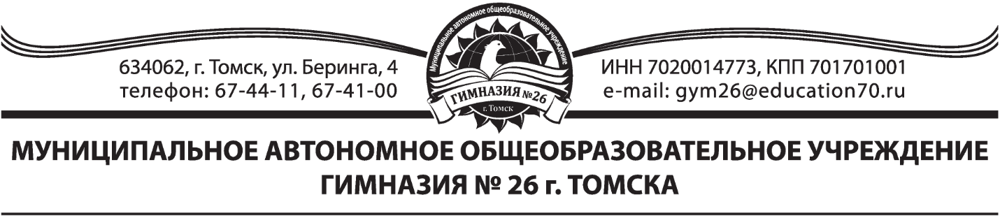 Муниципальное автономное общеобразовательное учреждение
634062, г. Томск, ул. Беринга, 4
телефон: 67-44-11, 67-41-00
ГИМНАЗИЯ №26
г. Томск
ИНН 7020014773, КПП 701701001
e-mail: gym26@education70.ru
МУНИЦИПАЛЬНОЕ АВТОНОМНОЕ ОБЩЕОБРАЗОВАТЕЛЬНОЕ УЧРЕЖДЕНИЕ
ГИМНАЗИЯ № 26 г. ТОМСКА